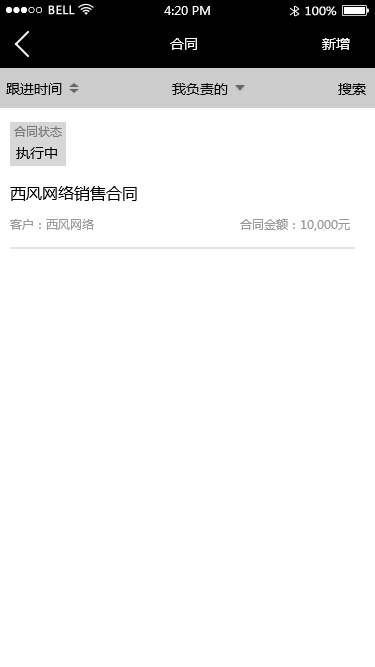 BELL 4:20 PM 100%
合同 新增
跟进时间 我负责的 搜索
合同状态
执行中
西风网络销售合同
客户：西风网络 合同金额：10,000元